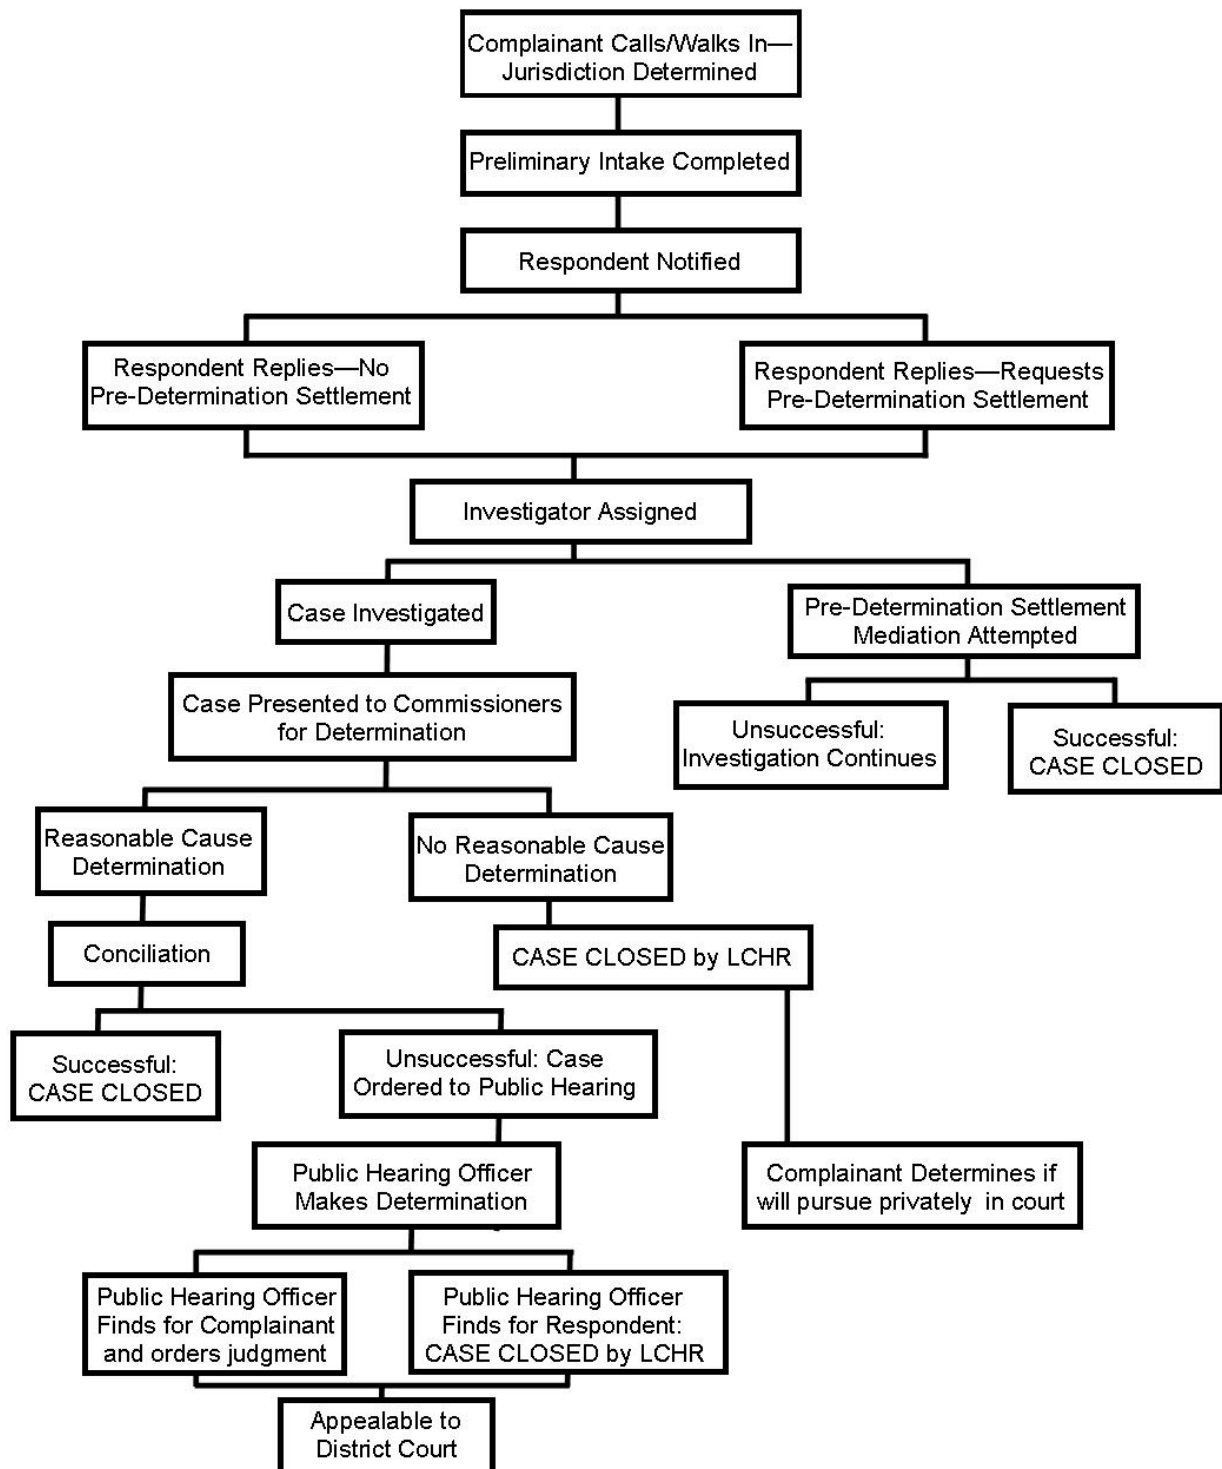 Complainant Calls/Walks In—
Jurisdiction Determined
Preliminary Intake Completed
Respondent Notified
Respondent Replies—No
Pre-Determination Settlement
Respondent Replies—Requests
Pre-Determination Settlement
Investigator Assigned
Case Investigated
Pre-Determination Settlement
Mediation Attempted
Case Presented to Commissioners
for Determination
Unsuccessful:
Investigation Continues
Successful:
CASE CLOSED
Reasonable Cause
Determination
No Reasonable Cause
Determination
Conciliation
CASE CLOSED by LCHR
Successful:
CASE CLOSED
Unsuccessful: Case
Ordered to Public Hearing
Public Hearing Officer
Makes Determination
Complainant Determines if
will pursue privately in court
Public Hearing Officer
Finds for Complainant
and orders judgment
Public Hearing Officer
Finds for Respondent:
CASE CLOSED by LCHR
Appealable to
District Court